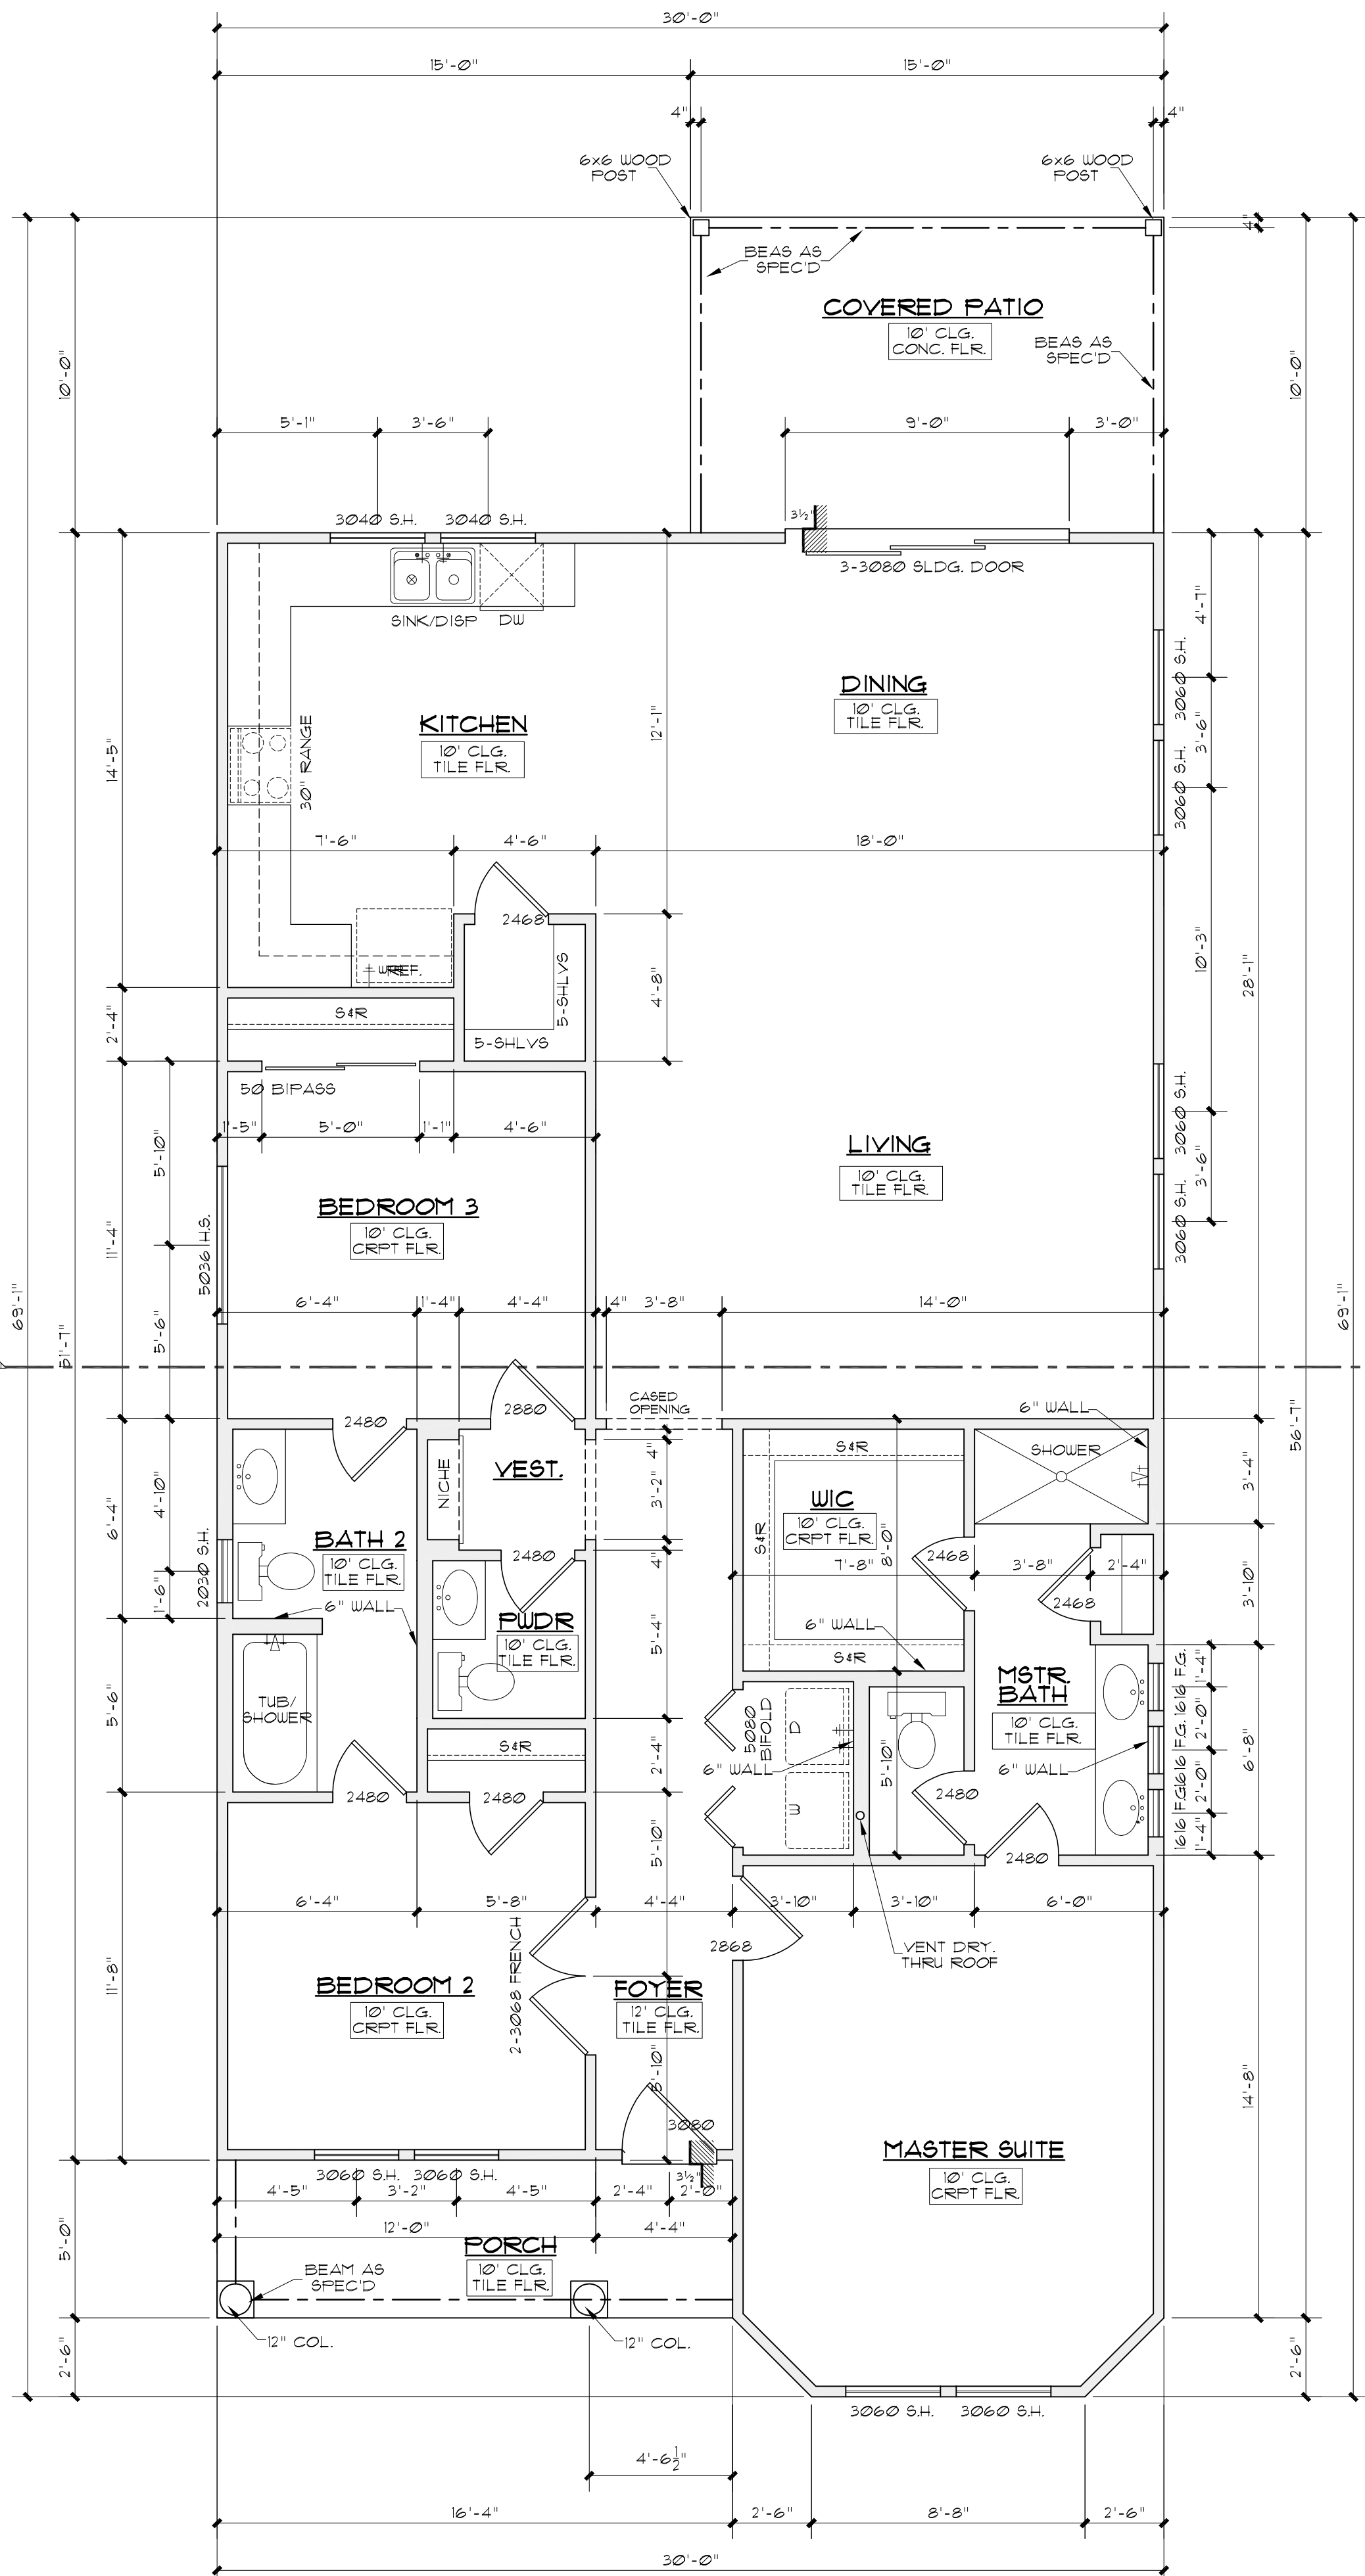 30'-0"
15'-0" 15'-0"
4" 4"
6x6 WOOD
POST
6x6 WOOD
POST
4"
BEAS AS
SPEC'D
COVERED PATIO
10' CLG.
CONC. FLR.
BEAS AS
SPEC'D
10'-0"
10'-0"
5'-1" 3'-6" 9'-0" 3'-0"
3040 S.H. 3040 S.H.
3½"
3-3080 SLDG. DOOR
SINK/DISP DW
4'-7"
3060 S.H.
3'-6"
3060 S.H.
DINING
10' CLG.
TILE FLR.
KITCHEN
10' CLG.
TILE FLR.
30" RANGE
12'-1"
14'-5"
7'-6" 4'-6" 18'-0"
2468
REF.
5-SHLVS
5-SHLVS
4'-8"
10'-3"
28'-1"
2'-4"
S&R
50 BIPASS
1'-5" 5'-0" 1'-1" 4'-6"
5'-10"
LIVING
10' CLG.
TILE FLR.
3060 S.H.
3'-6"
3060 S.H.
BEDROOM 3
10' CLG.
CRPT FLR.
5036 H.S.
11'-4"
69'-1"
51'-7"
5'-6"
6'-4" 1'-4" 4'-4" 4" 3'-8" 14'-0"
69'-1"
56'-7"
2480
2880
CASED
OPENING
6" WALL
S&R
SHOWER
3'-4"
NICHE
VEST.
4"
3'-2"
4"
WIC
10' CLG.
CRPT FLR.
S&R
8'-0"
7'-8" 3'-8" 2'-4"
2468
2468
3'-10"
4'-10"
6'-4"
BATH 2
10' CLG.
TILE FLR.
2030 S.H.
1'-6"
6" WALL
2480
PWDR
10' CLG.
TILE FLR.
5'-4"
6" WALL
S&R
TUB/
SHOWER
5'-6"
S&R
2'-4"
2480
2480
5080
BIFOLD
D
W
6" WALL
5'-10"
2480
MSTR.
BATH
10' CLG.
TILE FLR.
6" WALL
2480
1616 F.G.
1616 F.G.
1616 F.G.
1'-4"
2'-0"
2'-0"
1'-4"
6'-8"
5'-10"
6'-4" 5'-8" 4'-4" 3'-10" 3'-10" 6'-0"
2868
VENT DRY.
THRU ROOF
BEDROOM 2
10' CLG.
CRPT FLR.
11'-8"
2-3068 FRENCH
FOYER
12' CLG.
TILE FLR.
5'-10"
3080
3½"
14'-8"
MASTER SUITE
10' CLG.
CRPT FLR.
3060 S.H. 3060 S.H.
4'-5" 3'-2" 4'-5" 2'-4" 2'-0"
12'-0" 4'-4"
5'-0"
PORCH
10' CLG.
TILE FLR.
BEAM AS
SPEC'D
12" COL.
12" COL.
2'-6"
2'-6"
3060 S.H. 3060 S.H.
4'-6½"
16'-4" 2'-6" 8'-8" 2'-6"
30'-0"